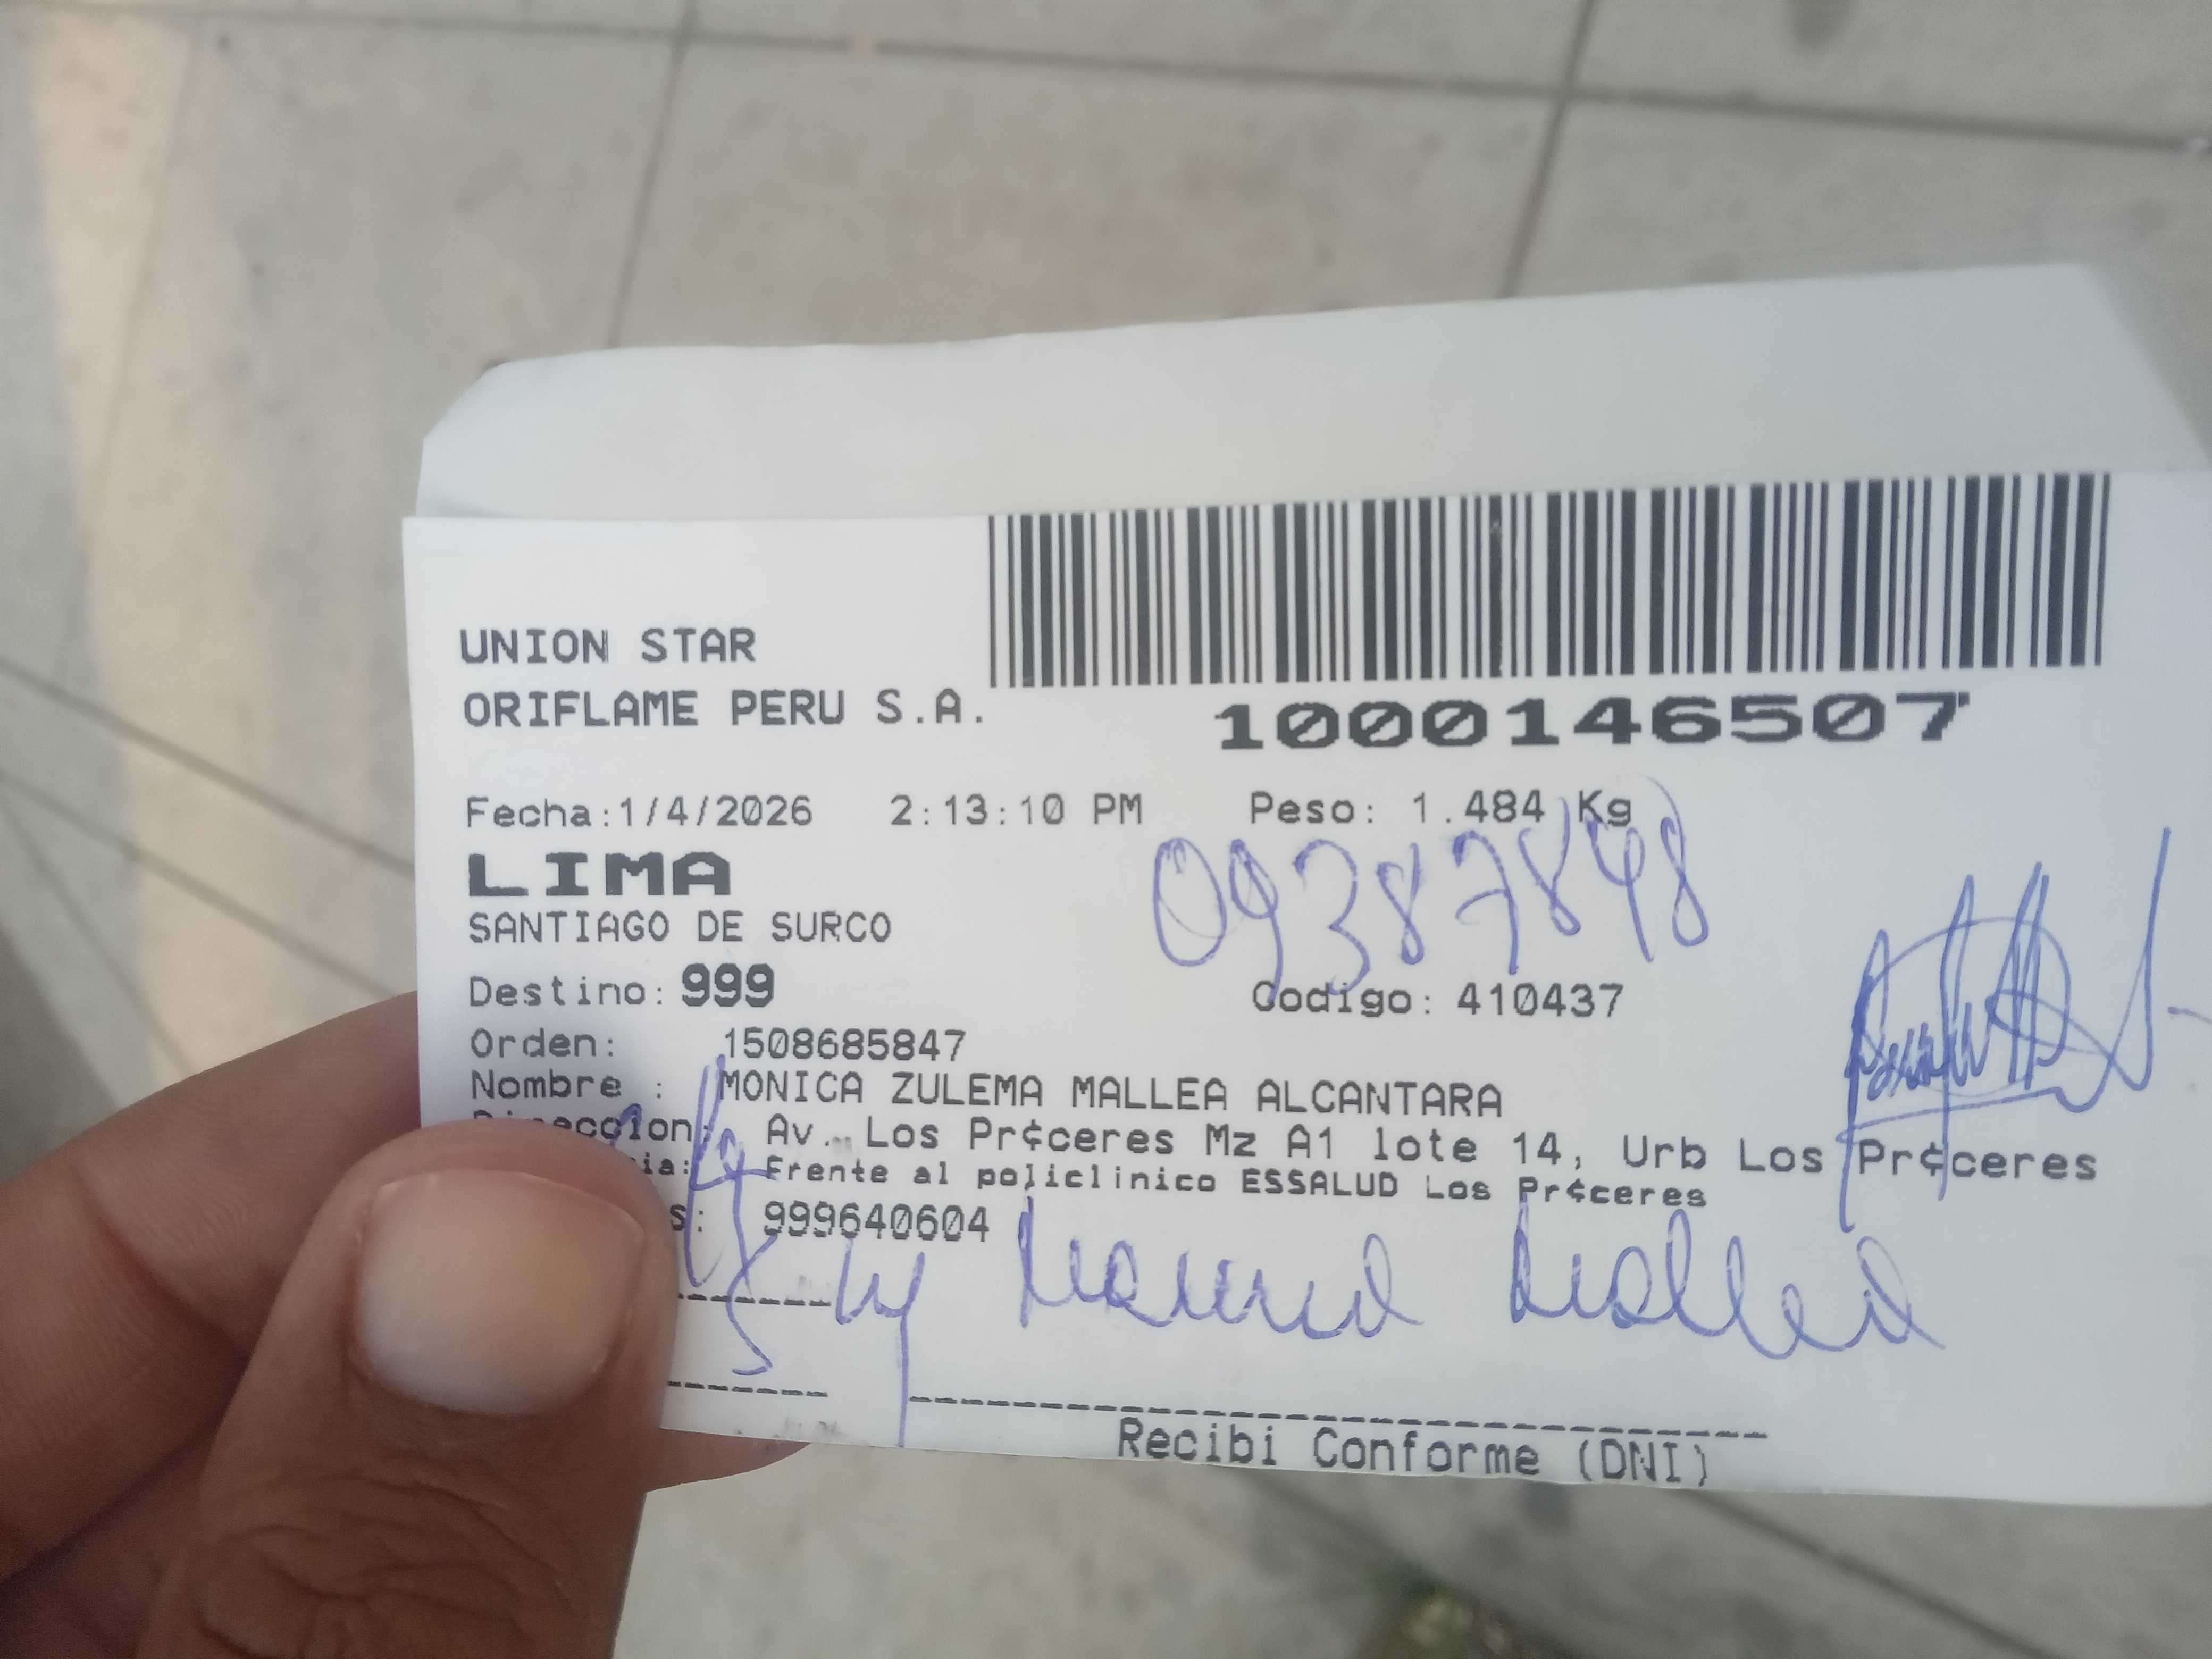 UNION STAR
ORIFLAME PERU S.A.
1000146507
Fecha:1/4/2026 2:13:10 PM Peso: 1.484 Kg
LIMA
09387848
SANTIAGO DE SURCO
Destino: 999 Codigo: 410437
Orden: 1508685847
Nombre : MONICA ZULEMA MALLEA ALCANTARA
Av. Los Pr¢ceres Mz A1 lote 14, Urb Los Pr¢ceres
Frente al policlinico ESSALUD Los Pr¢ceres
999640604
Mallea
Recibi Conforme (DNI)